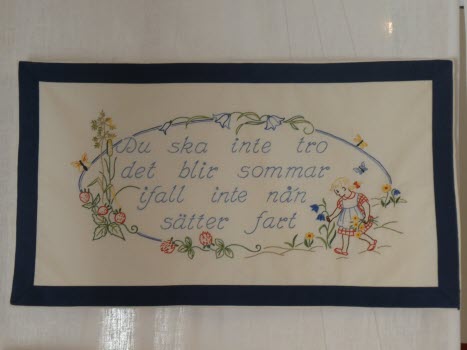 Du ska inte tro
det blir sommar
ifall inte nån
sätter fart